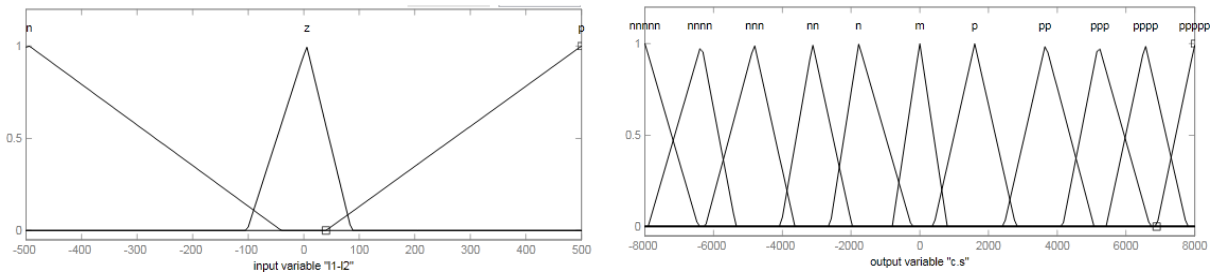 n z p
1
0.5
0
-500 -400 -300 -200 -100 0 100 200 300 400 500
input variable "l1-l2"
nnnnn nnnn nnn nn n m p pp ppp pppp ppppp
1
0.5
0
-8000 -6000 -4000 -2000 0 2000 4000 6000 8000
output variable "c.s"